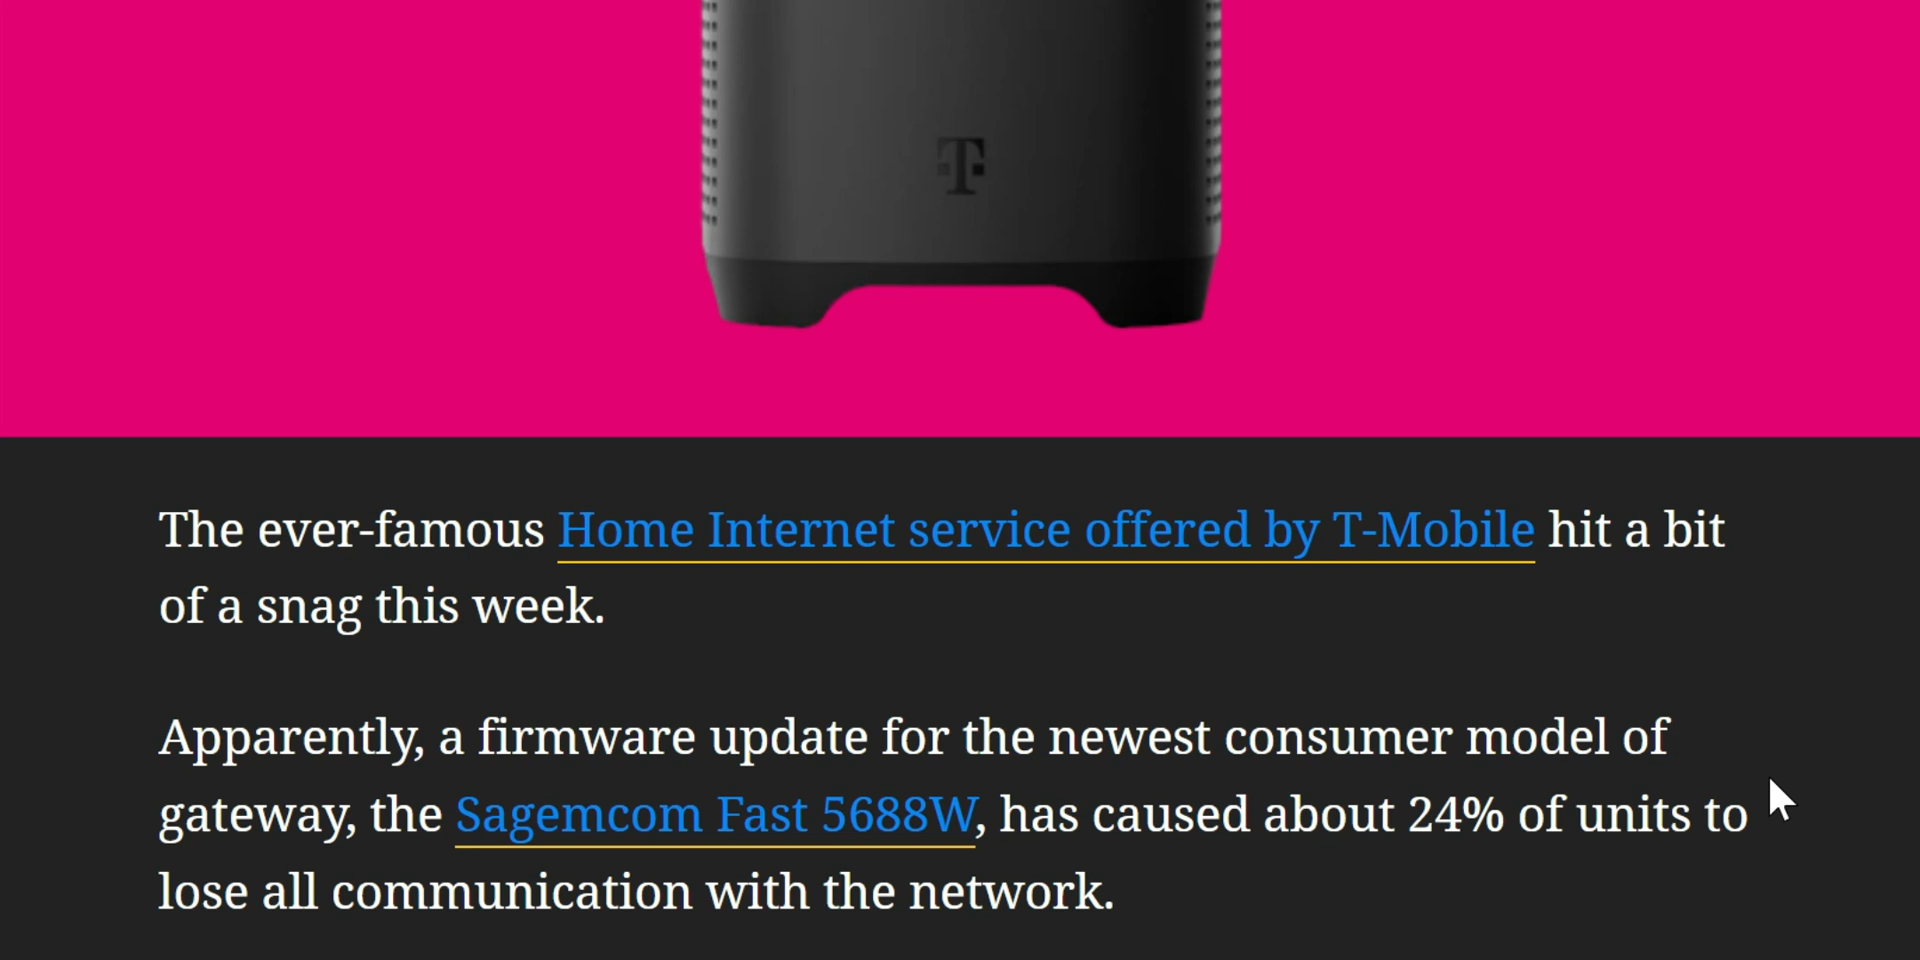 T
The ever-famous Home Internet service offered by T-Mobile hit a bit
of a snag this week.
Apparently, a firmware update for the newest consumer model of
gateway, the Sagemcom Fast 5688W, has caused about 24% of units to
lose all communication with the network.